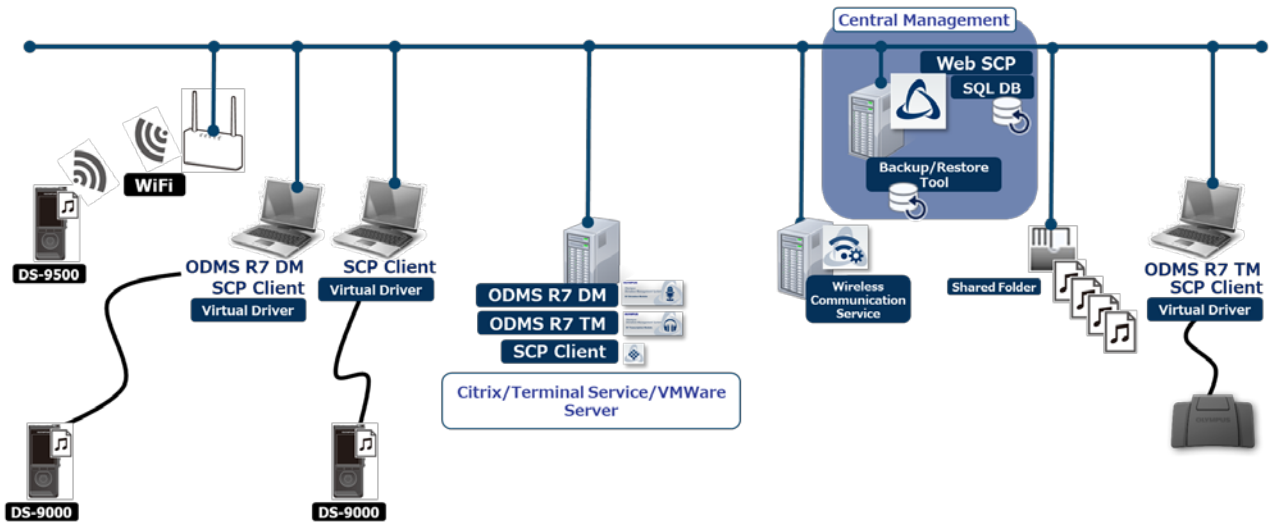 Central Management
Web SCP
SQL DB
Backup/Restore
Tool
WiFi
DS-9500
ODMS R7 DM
SCP Client
Virtual Driver
SCP Client
Virtual Driver
DS-9000
DS-9000
ODMS R7 DM
ODMS R7 TM
SCP Client
Citrix/Terminal Service/VMWare
Server
Wireless
Communication
Service
Shared Folder
ODMS R7 TM
SCP Client
Virtual Driver
OLYMPUS